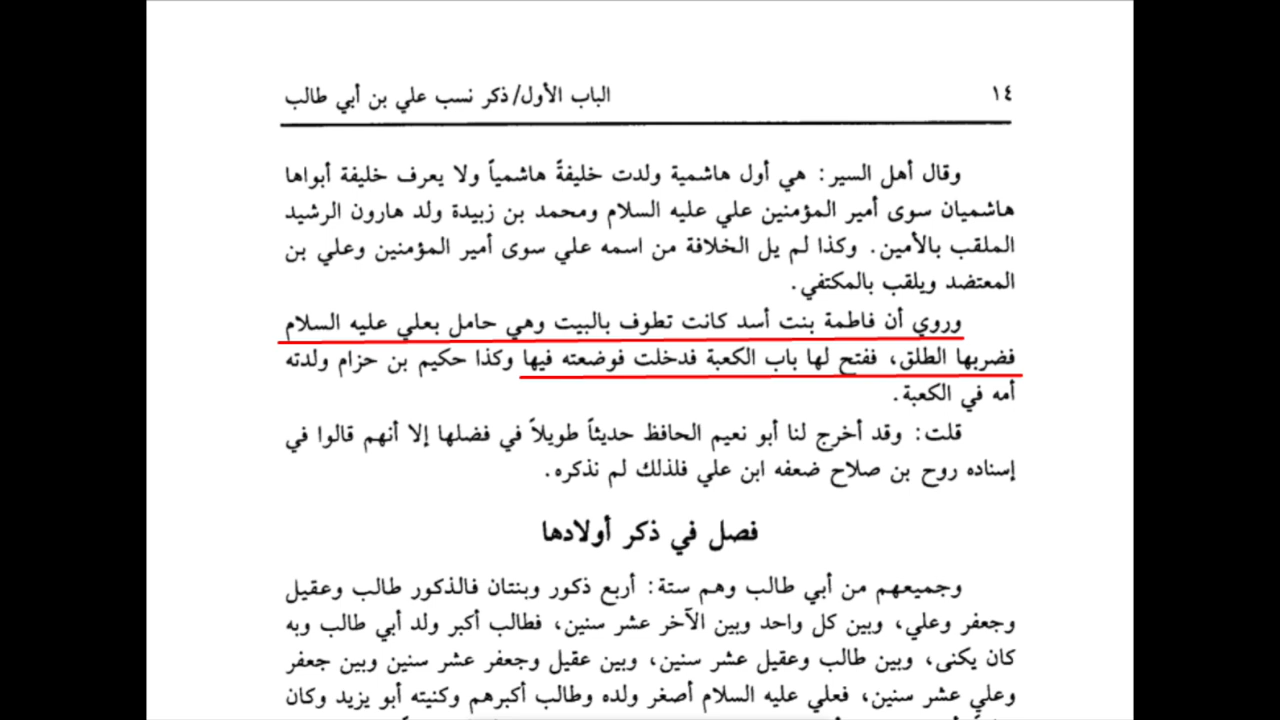 ١٤ الباب الأول/ذكر نسب علي بن أبي طالب
وقال أهل السير: هي أول هاشمية ولدت خليفةً هاشمياً ولا يعرف خليفة أبواها
هاشميان سوى أمير المؤمنين علي عليه السلام ومحمد بن زبيدة ولد هارون الرشيد
الملقب بالأمين. وكذا لم يل الخلافة من اسمه علي سوى أمير المؤمنين وعلي بن
المعتضد ويلقب بالمكتفي.
وروي أن فاطمة بنت أسد كانت تطوف بالبيت وهي حامل بعلي عليه السلام
فضربها الطلق، ففتح لها باب الكعبة فدخلت فوضعته فيها وكذا حكيم بن حزام ولدته
أمه في الكعبة.
قلت: وقد أخرج لنا أبو نعيم الحافظ حديثاً طويلاً في فضلها إلا أنهم قالوا في
إسناده روح بن صلاح ضعفه ابن علي فلذلك لم نذكره.
فصل في ذكر أولادها
وجميعهم من أبي طالب وهم ستة: أربع ذكور وبنتان فالذكور طالب وعقيل
وجعفر وعلي، وبين كل واحد وبين الآخر عشر سنين، فطالب أكبر ولد أبي طالب وبه
كان يكنى، وبين طالب وعقيل عشر سنين، وبين عقيل وجعفر عشر سنين وبين جعفر
وعلي عشر سنين، فعلي عليه السلام أصغر ولده وطالب أكبرهم وكنيته أبو يزيد وكان